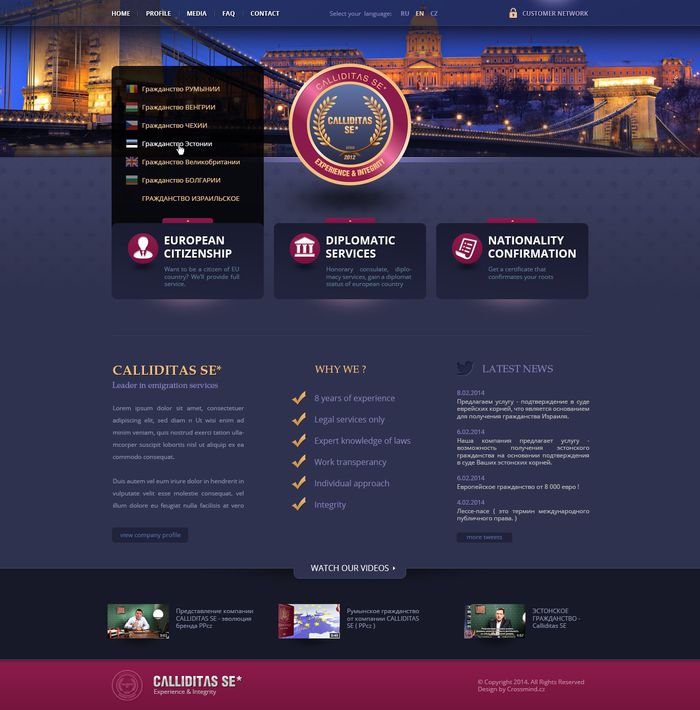 HOME PROFILE MEDIA FAQ CONTACT
Select your language: RU EN CZ
CUSTOMER NETWORK
Гражданство РУМЫНИИ
Гражданство ВЕНГРИИ
Гражданство ЧЕХИИ
Гражданство Эстонии
Гражданство Великобритании
Гражданство БОЛГАРИИ
ГРАЖДАНСТВО ИЗРАИЛЬСКОЕ
CALLIDITAS SE*
CALLIDITAS
SE*
2012
EXPERIENCE & INTEGRITY
EUROPEAN
CITIZENSHIP
Want to be a citizen of EU
country? We'll provide full
service.
DIPLOMATIC
SERVICES
Honorary consulate, diplo-
macy services, gain a diplomat
status of european country
NATIONALITY
CONFIRMATION
Get a certificate that
confirmates your roots
CALLIDITAS SE*
Leader in emigration services
Lorem ipsum dolor sit amet, consectetuer
adipiscing elit, sed diam n Ut wisi enim ad
minim veniam, quis nostrud exerci tation ulla-
mcorper suscipit lobortis nisl ut aliquip ex ea
commodo consequat.
Duis autem vel eum iriure dolor in hendrerit in
vulputate velit esse molestie consequat, vel
illum dolore eu feugiat nulla facilisis at vero
view company profile
WHY WE ?
8 years of experience
Legal services only
Expert knowledge of laws
Work transperancy
Individual approach
Integrity
LATEST NEWS
8.02.2014
Предлагаем услугу - подтверждение в суде
еврейских корней, что является основанием
для получения гражданства Израиля.
6.02.2014
Наша компания предлагает услугу -
возможность получения эстонского
гражданства на основании подтверждения
в суде Ваших эстонских корней.
6.02.2014
Европейское гражданство от 8 000 евро !
4.02.2014
Лессе-пасе ( это термин международного
публичного права. )
more tweets
WATCH OUR VIDEOS
Представление компании
CALLIDITAS SE - эволюция
бренда PPcz
Румынское гражданство
от компании CALLIDITAS
SE ( PPcz )
ЭСТОНСКОЕ
ГРАЖДАНСТВО -
Calliditas SE
CALLIDITAS SE*
Experience & Integrity
© Copyright 2014. All Rights Reserved
Design by Crossmind.cz